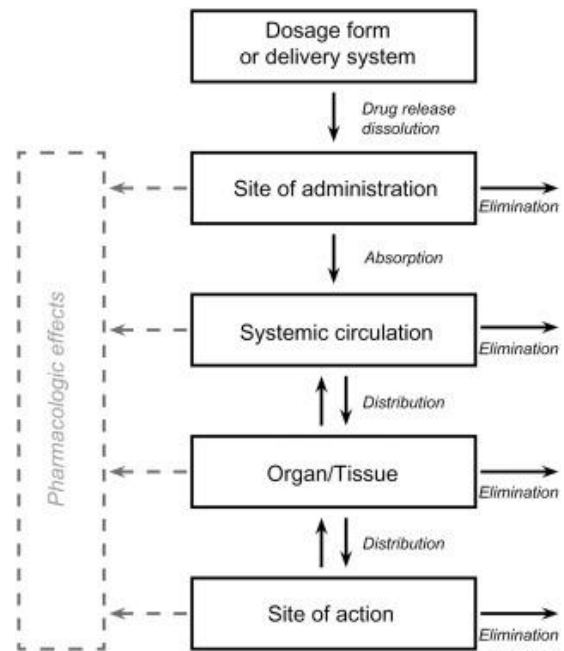 Dosage form
or delivery system
Drug release
dissolution
Site of administration
Elimination
Absorption
Systemic circulation
Elimination
Distribution
Organ/Tissue
Elimination
Distribution
Site of action
Elimination
Pharmacologic effects